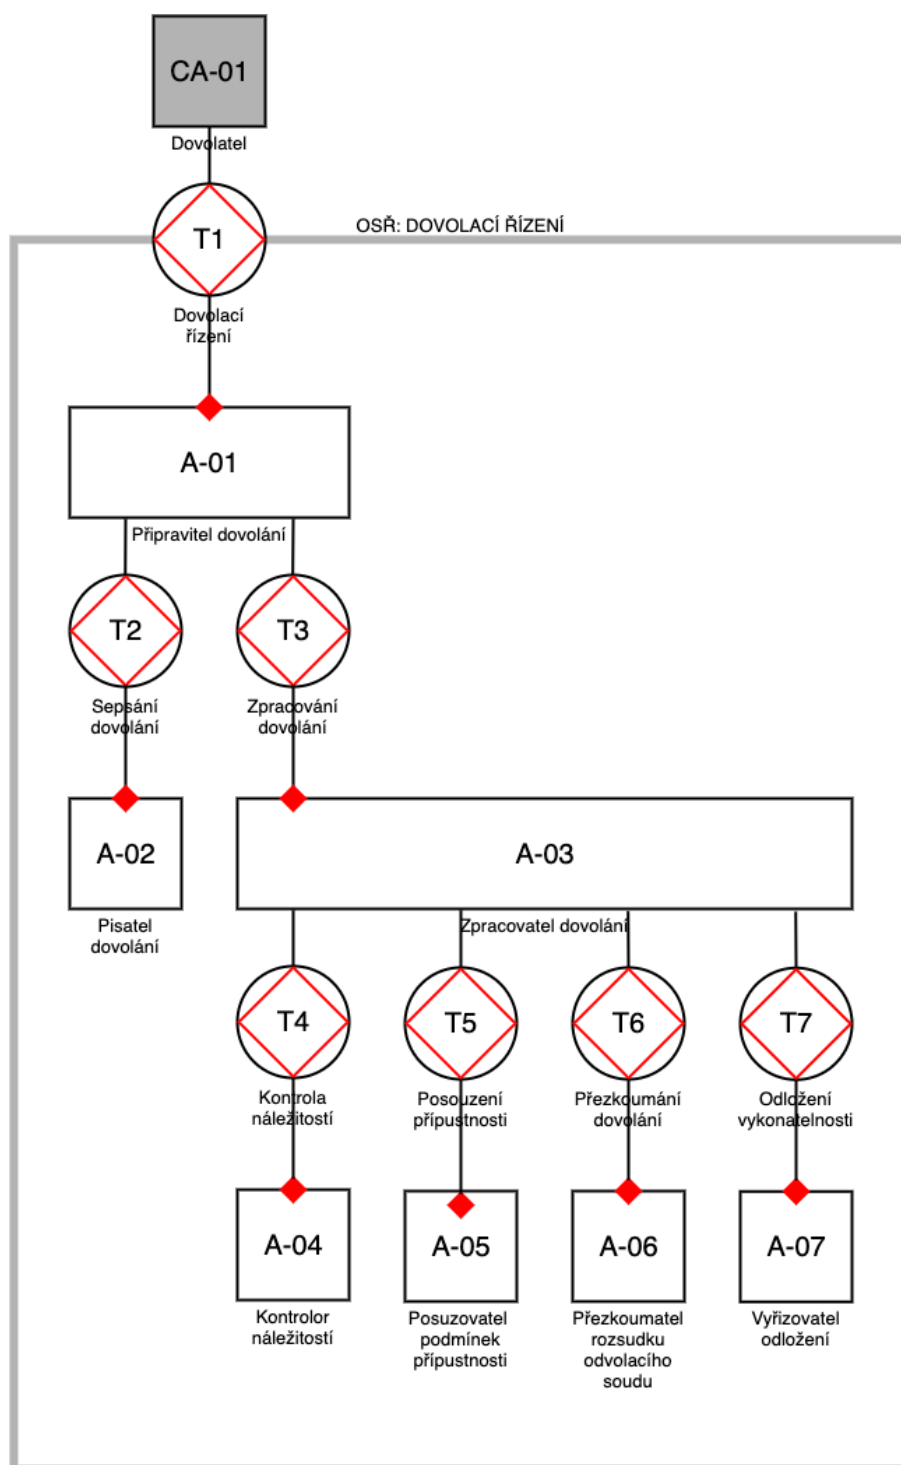 CA-01
Dovolatel
T1
OSŘ: DOVOLACÍ ŘÍZENÍ
Dovolací
řízení
A-01
Připravitel dovolání
T2
T3
Sepsání
dovolání
Zpracování
dovolání
A-02
A-03
Pisatel
dovolání
Zpracovatel dovolání
T4
T5
T6
T7
Kontrola
náležitostí
Posouzení
přípustnosti
Přezkoumání
dovolání
Odložení
vykonatelnosti
A-04
A-05
A-06
A-07
Kontrolor
náležitostí
Posuzovatel
podmínek
přípustnosti
Přezkoumatel
rozsudku
odvolacího
soudu
Vyřizovatel
odložení